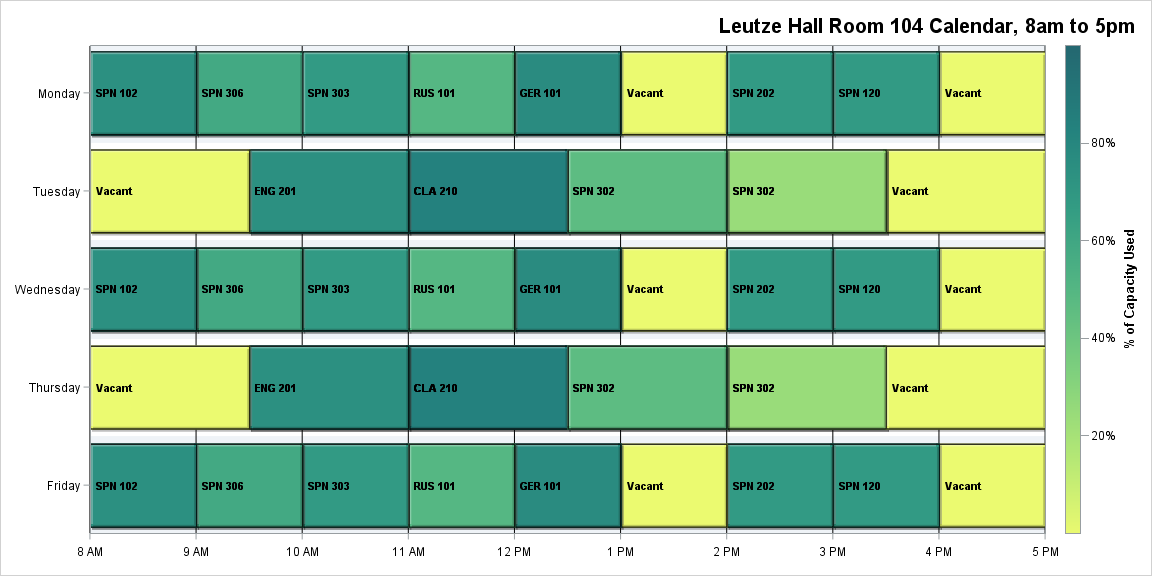 Leutze Hall Room 104 Calendar, 8am to 5pm
Monday SPN 102 SPN 306 SPN 303 RUS 101 GER 101 Vacant SPN 202 SPN 120 Vacant
Tuesday Vacant ENG 201 CLA 210 SPN 302 SPN 302 Vacant
Wednesday SPN 102 SPN 306 SPN 303 RUS 101 GER 101 Vacant SPN 202 SPN 120 Vacant
Thursday Vacant ENG 201 CLA 210 SPN 302 SPN 302 Vacant
Friday SPN 102 SPN 306 SPN 303 RUS 101 GER 101 Vacant SPN 202 SPN 120 Vacant
8 AM 9 AM 10 AM 11 AM 12 PM 1 PM 2 PM 3 PM 4 PM 5 PM
80%
60%
40%
20%
% of Capacity Used